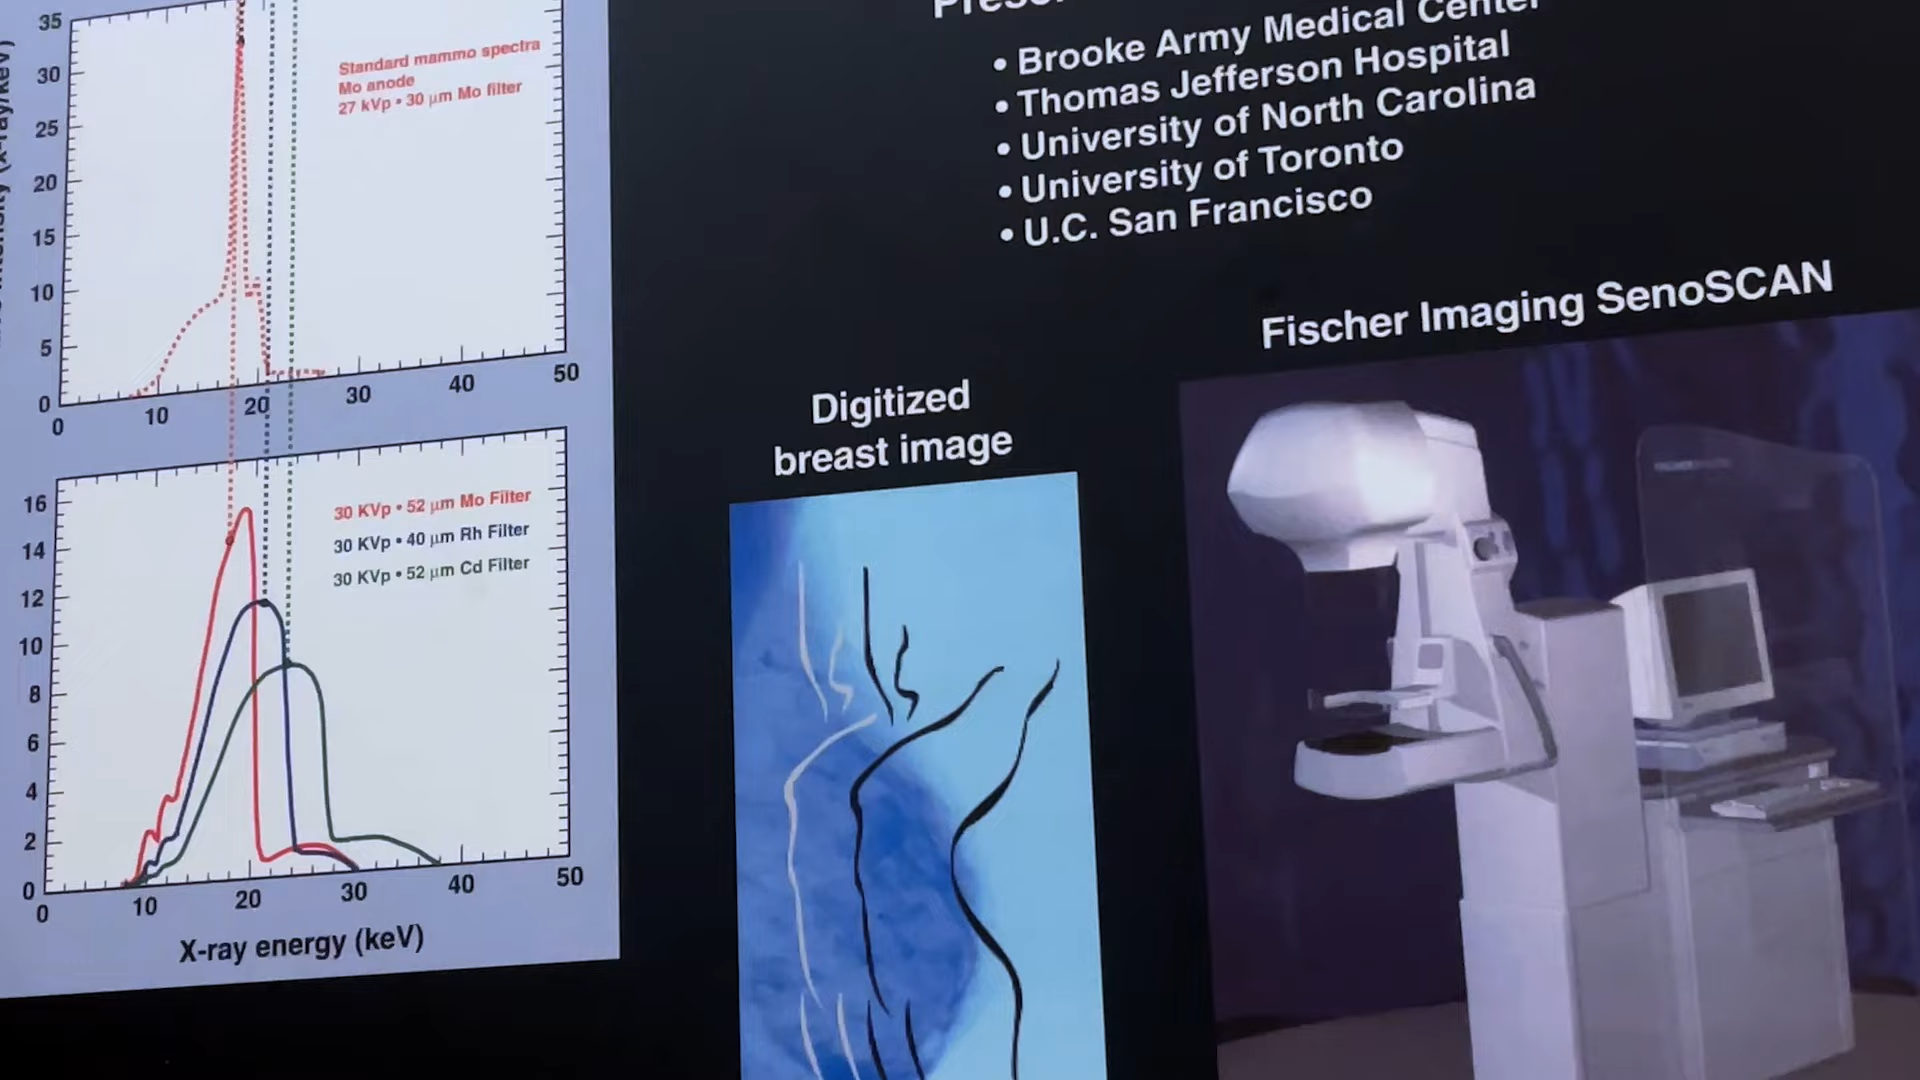 35
30
25
20
15
10
5
0
0
10
20
30
40
50
Standard mammo spectra
Mo anode
27 kVp • 30 μm Mo filter
16
14
12
10
8
6
4
2
0
0
10
20
30
40
50
30 KVp • 52 μm Mo Filter
30 KVp • 40 μm Rh Filter
30 KVp • 52 μm Cd Filter
X-ray energy (keV)
• Brooke Army Medical Center
• Thomas Jefferson Hospital
• University of North Carolina
• University of Toronto
• U.C. San Francisco
Digitized
breast image
Fischer Imaging SenoSCAN